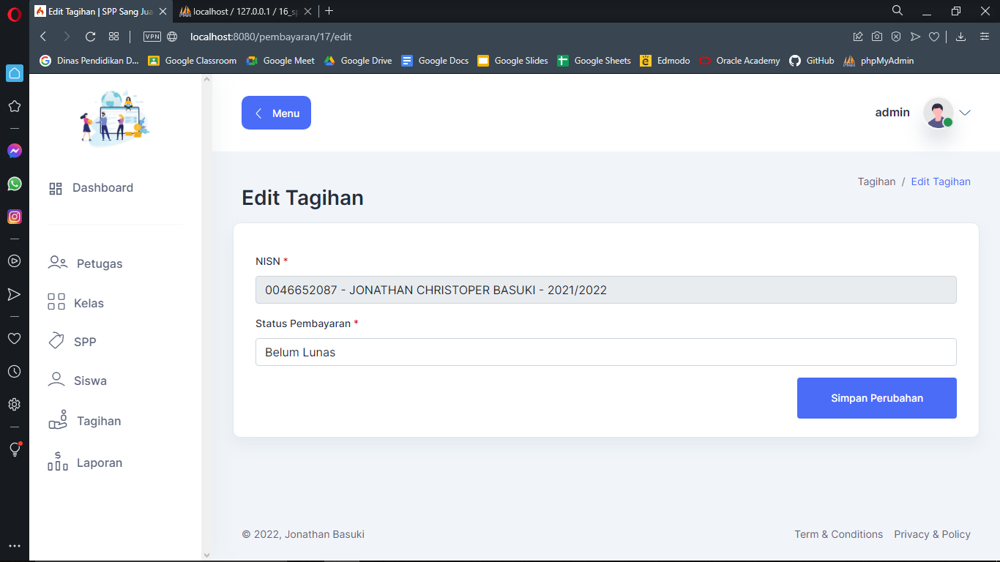 Edit Tagihan | SPP Sang Jua
localhost / 127.0.0.1 / 16_sp
VPN
localhost:8080/pembayaran/17/edit
Dinas Pendidikan D... Google Classroom Google Meet Google Drive Google Docs Google Slides Google Sheets Edmodo Oracle Academy GitHub phpMyAdmin
Menu
admin
Dashboard
Petugas
Kelas
SPP
Siswa
Tagihan
Laporan
Tagihan / Edit Tagihan
Edit Tagihan
NISN *
0046652087 - JONATHAN CHRISTOPER BASUKI - 2021/2022
Status Pembayaran *
Belum Lunas
Simpan Perubahan
© 2022, Jonathan Basuki
Term & Conditions Privacy & Policy